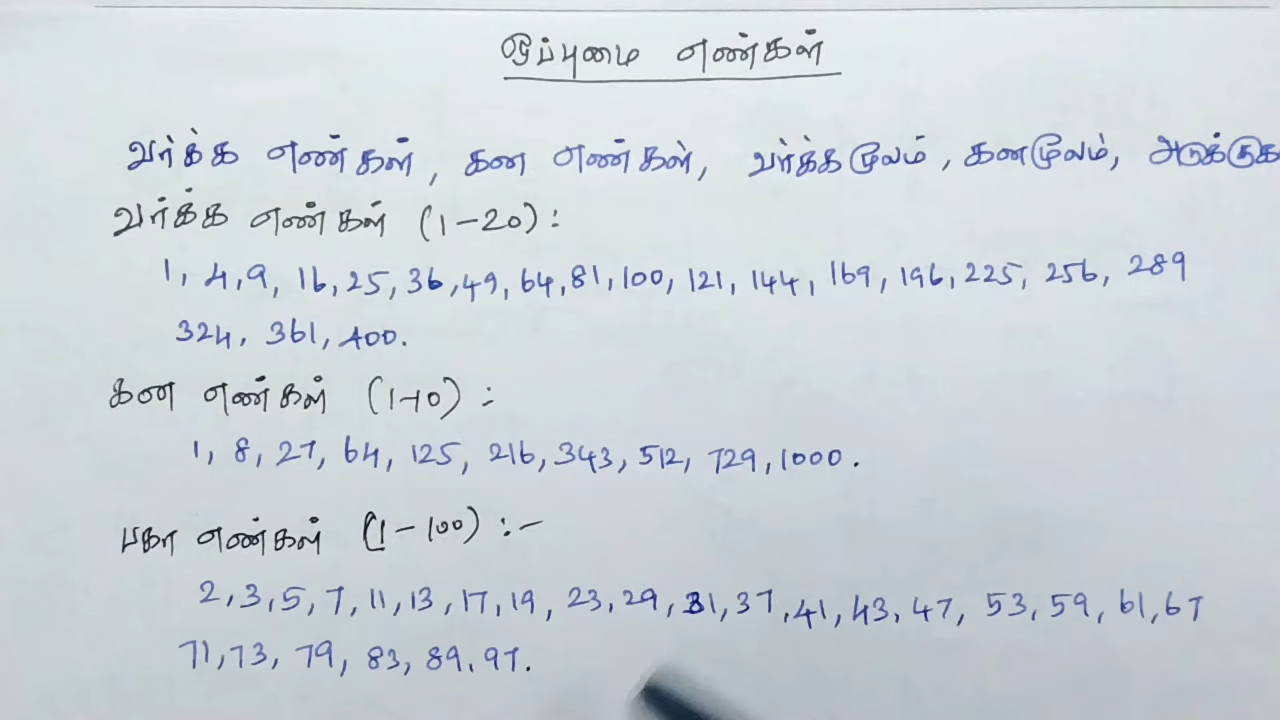 ஒப்புமை எண்கள்
வர்க்க எண்கள், கன எண்கள், வர்க்கமூலம், கனமூலம்,
வர்க்க எண்கள் (1-20):
1, 4, 9, 16, 25, 36, 49, 64, 81, 100, 121, 144, 169, 196, 225, 256, 289
324, 361, 400.
கன எண்கள் (1-10):
1, 8, 27, 64, 125, 216, 343, 512, 729, 1000.
பகா எண்கள் (1-100):-
2, 3, 5, 7, 11, 13, 17, 19, 23, 29, 31, 37, 41, 43, 47, 53, 59, 61, 67
71, 73, 79, 83, 89, 97.